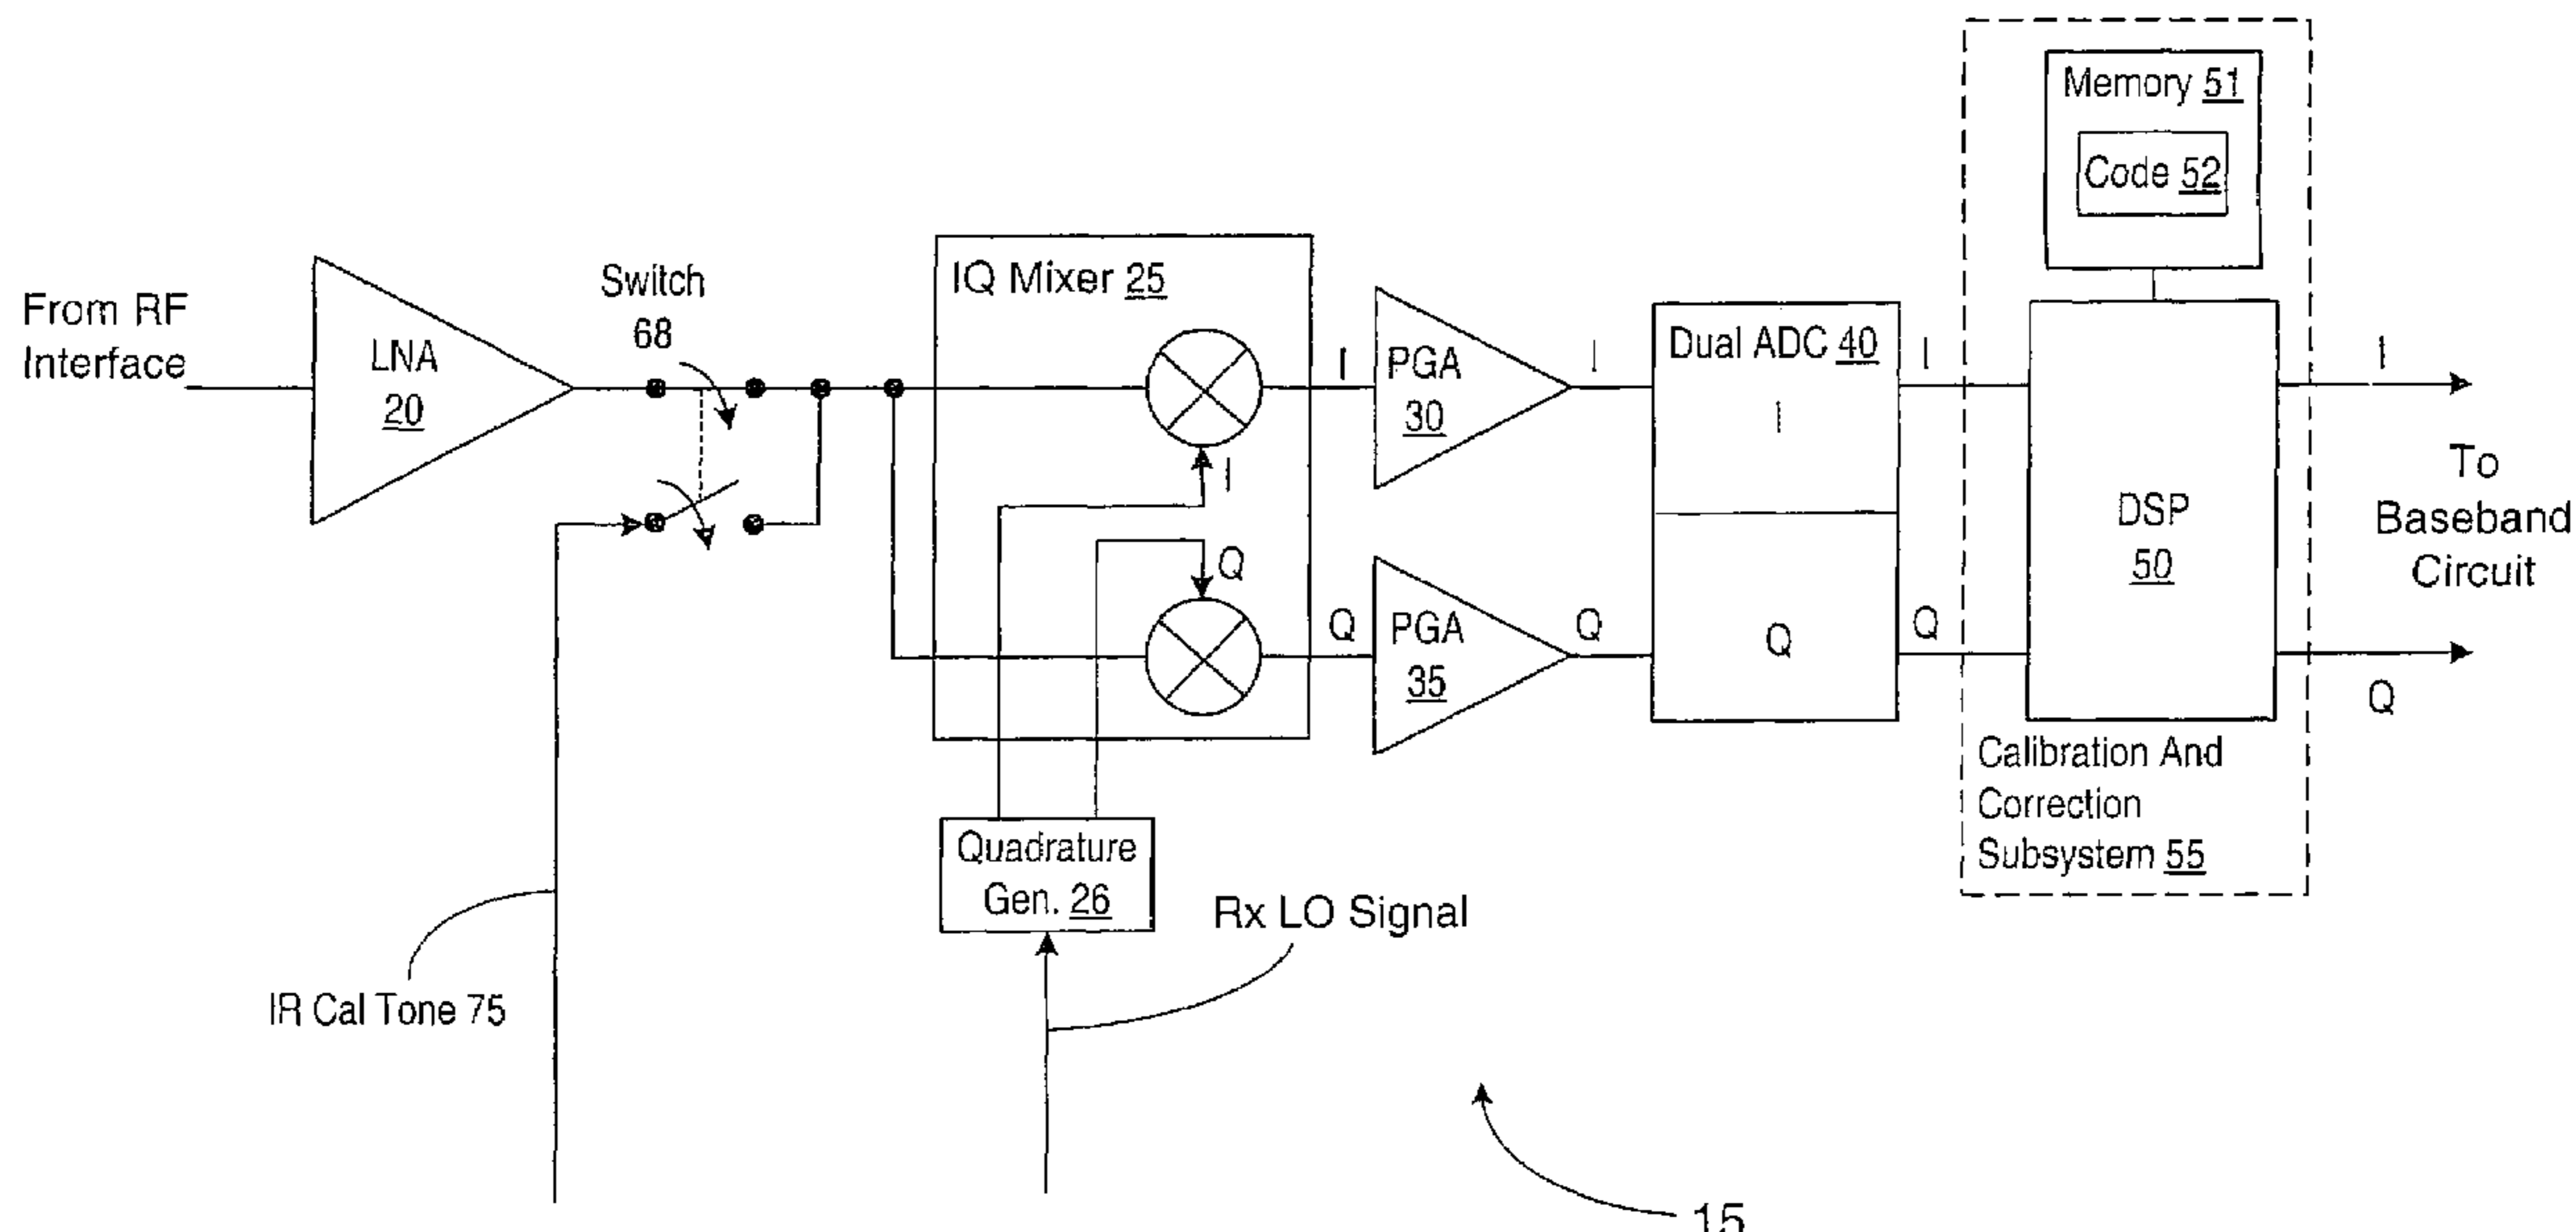 From RF
Interface
LNA
20
Switch
68
IQ Mixer 25
I
Q
I
Q
PGA
30
PGA
35
I
Q
Dual ADC 40
I
Q
I
Q
Memory 51
Code 52
DSP
50
Calibration And
Correction
Subsystem 55
I
To
Baseband
Circuit
Q
Quadrature
Gen. 26
Rx LO Signal
IR Cal Tone 75
15